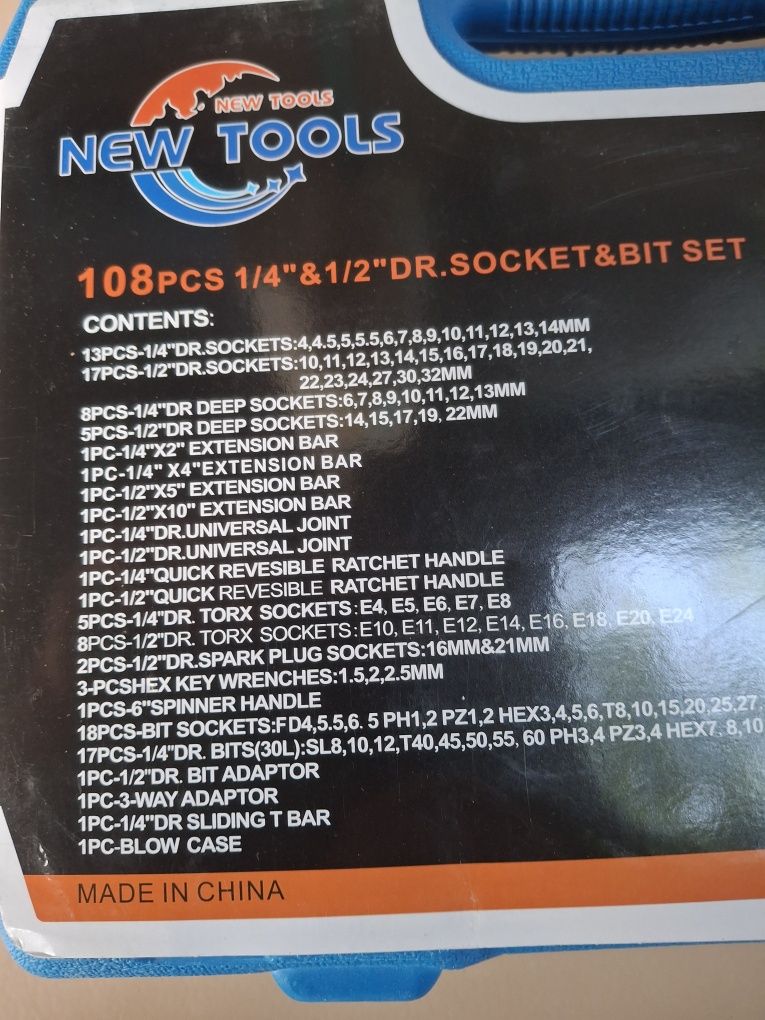 NEW TOOLS
NEW TOOLS
108PCS 1/4"&1/2"DR.SOCKET&BIT SET
CONTENTS:
13PCS-1/4"DR.SOCKETS:4,4.5,5,5.5,6,7,8,9,10,11,12,13,14MM
17PCS-1/2"DR.SOCKETS:10,11,12,13,14,15,16,17,18,19,20,21,
22,23,24,27,30,32MM
8PCS-1/4"DR DEEP SOCKETS:6,7,8,9,10,11,12,13MM
5PCS-1/2"DR DEEP SOCKETS:14,15,17,19, 22MM
1PC-1/4"X2" EXTENSION BAR
1PC-1/4" X4"EXTENSION BAR
1PC-1/2"X5" EXTENSION BAR
1PC-1/2"X10" EXTENSION BAR
1PC-1/4"DR.UNIVERSAL JOINT
1PC-1/2"DR.UNIVERSAL JOINT
1PC-1/4"QUICK REVESIBLE RATCHET HANDLE
1PC-1/2"QUICK REVESIBLE RATCHET HANDLE
5PCS-1/4"DR. TORX SOCKETS:E4, E5, E6, E7, E8
8PCS-1/2"DR. TORX SOCKETS:E10, E11, E12, E14, E16, E18, E20, E24
2PCS-1/2"DR.SPARK PLUG SOCKETS:16MM&21MM
3-PCSHEX KEY WRENCHES:1.5,2,2.5MM
1PCS-6"SPINNER HANDLE
18PCS-BIT SOCKETS:FD4,5.5,6. 5 PH1,2 PZ1,2 HEX3,4,5,6,T8,10,15,20,25,27
17PCS-1/4"DR. BITS(30L):SL8,10,12,T40,45,50,55, 60 PH3,4 PZ3,4 HEX7. 8,10
1PC-1/2"DR. BIT ADAPTOR
1PC-3-WAY ADAPTOR
1PC-1/4"DR SLIDING T BAR
1PC-BLOW CASE
MADE IN CHINA